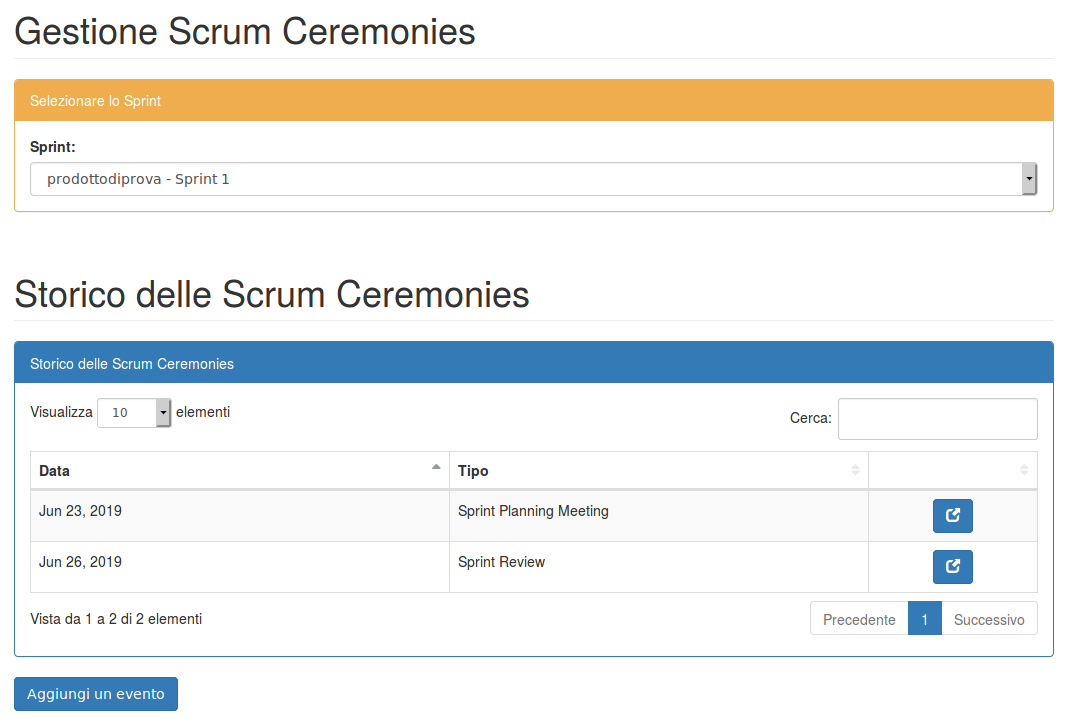 Gestione Scrum Ceremonies
Selezionare lo Sprint
Sprint:
prodottodiprova - Sprint 1
Storico delle Scrum Ceremonies
Storico delle Scrum Ceremonies
Visualizza 10 elementi Cerca:
Data Tipo
Jun 23, 2019 Sprint Planning Meeting
Jun 26, 2019 Sprint Review
Vista da 1 a 2 di 2 elementi Precedente 1 Successivo
Aggiungi un evento